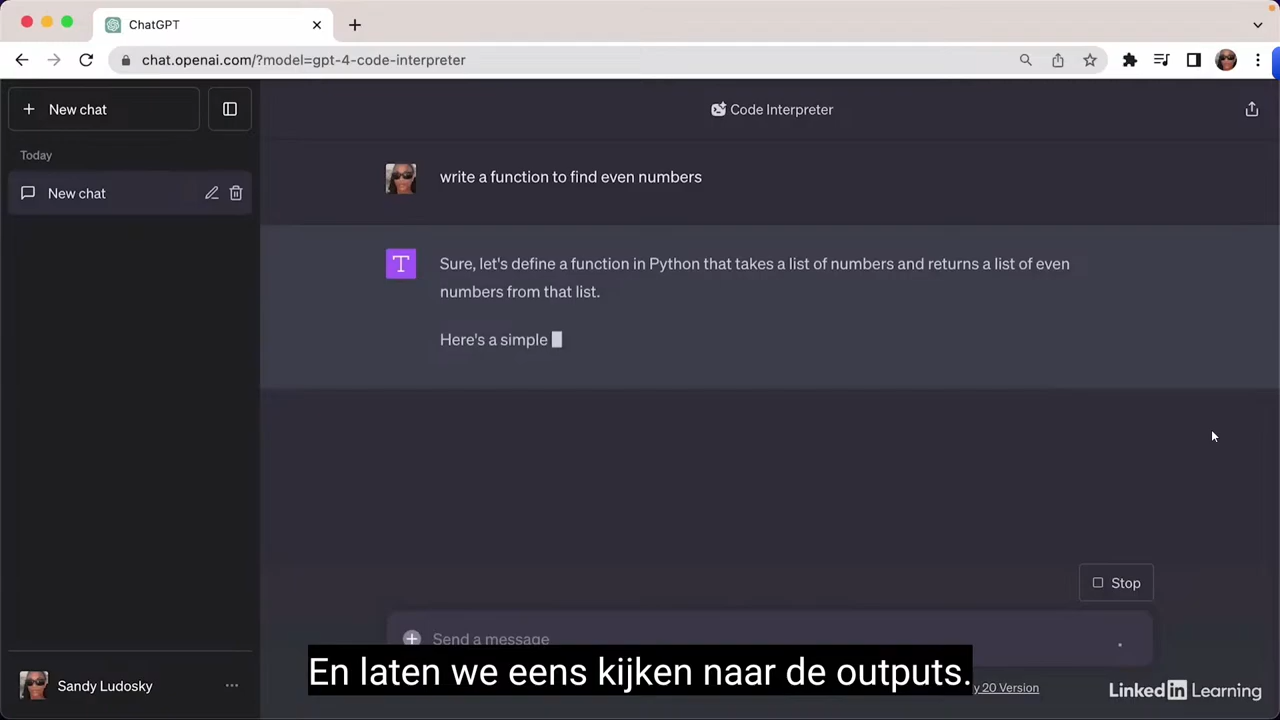 ChatGPT
chat.openai.com/?model=gpt-4-code-interpreter
New chat
Code Interpreter
Today
New chat
write a function to find even numbers
T
Sure, let's define a function in Python that takes a list of numbers and returns a list of even
numbers from that list.
Here's a simple
Stop
Send a message
En laten we eens kijken naar de outputs.
Sandy Ludosky
20 Version
LinkedIn Learning